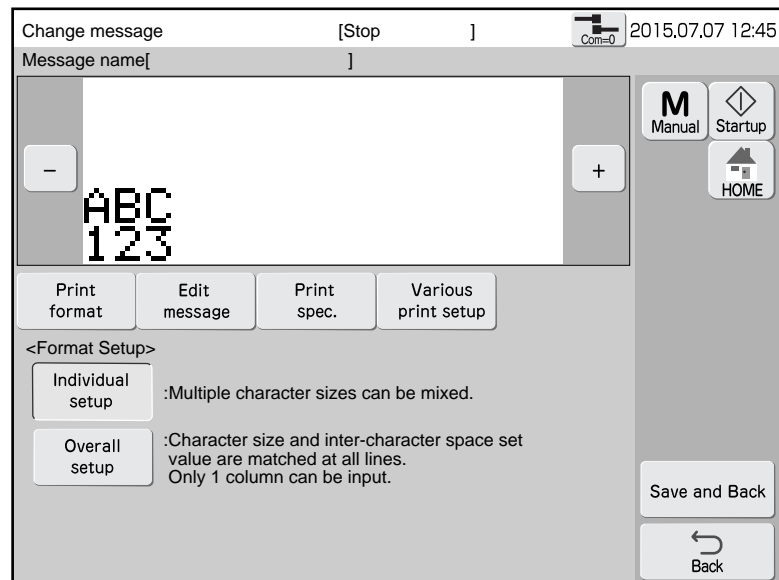 Change message [Stop ] Com=0 2015.07.07 12:45
Message name[ ]
M
Manual
Startup
HOME
−
+
ABC
123
Print format
Edit message
Print spec.
Various print setup
<Format Setup>
Individual setup
:Multiple character sizes can be mixed.
Overall setup
:Character size and inter-character space set
value are matched at all lines.
Only 1 column can be input.
Save and Back
Back